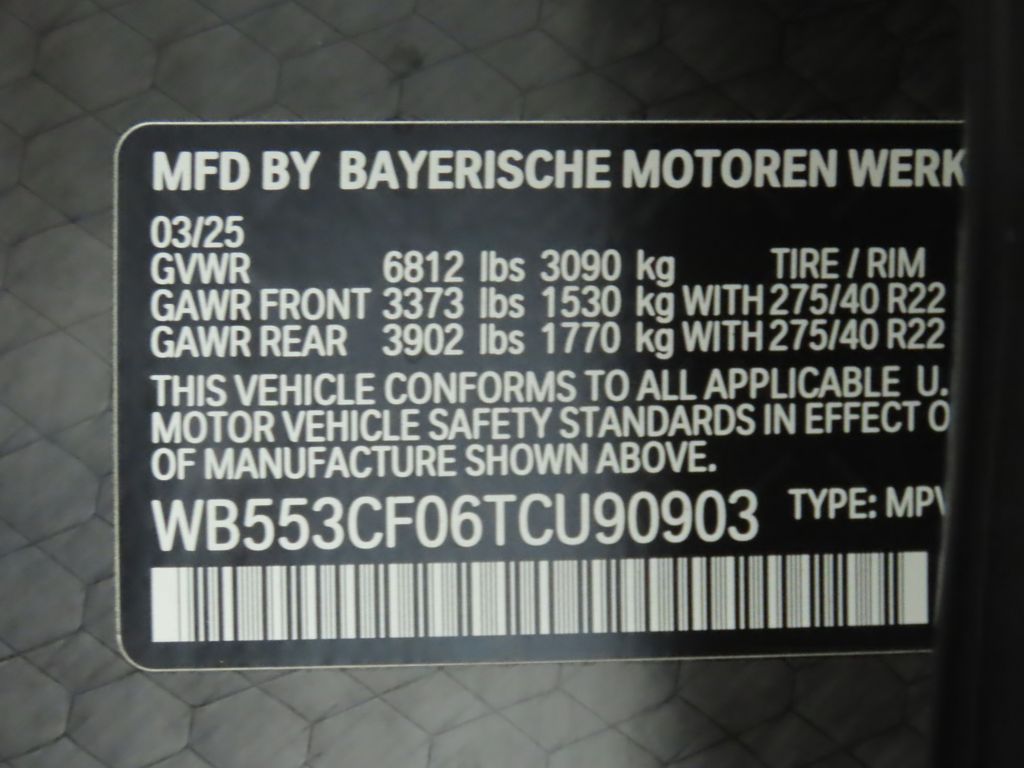 MFD BY BAYERISCHE MOTOREN WERK
03/25
GVWR 6812 lbs 3090 kg TIRE / RIM
GAWR FRONT 3373 lbs 1530 kg WITH 275/40 R22
GAWR REAR 3902 lbs 1770 kg WITH 275/40 R22
THIS VEHICLE CONFORMS TO ALL APPLICABLE U.
MOTOR VEHICLE SAFETY STANDARDS IN EFFECT O
OF MANUFACTURE SHOWN ABOVE.
WB553CF06TCU90903 TYPE: MPV